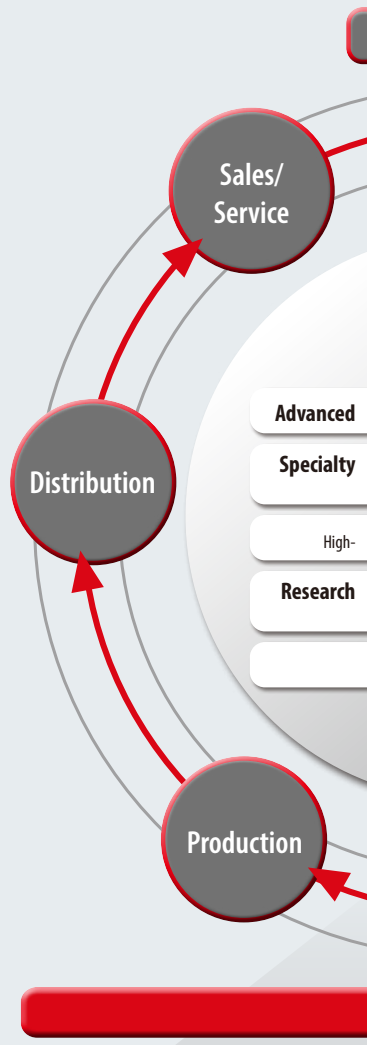 Sales/
Service
Advanced
Specialty
Distribution
High-
Research
Production